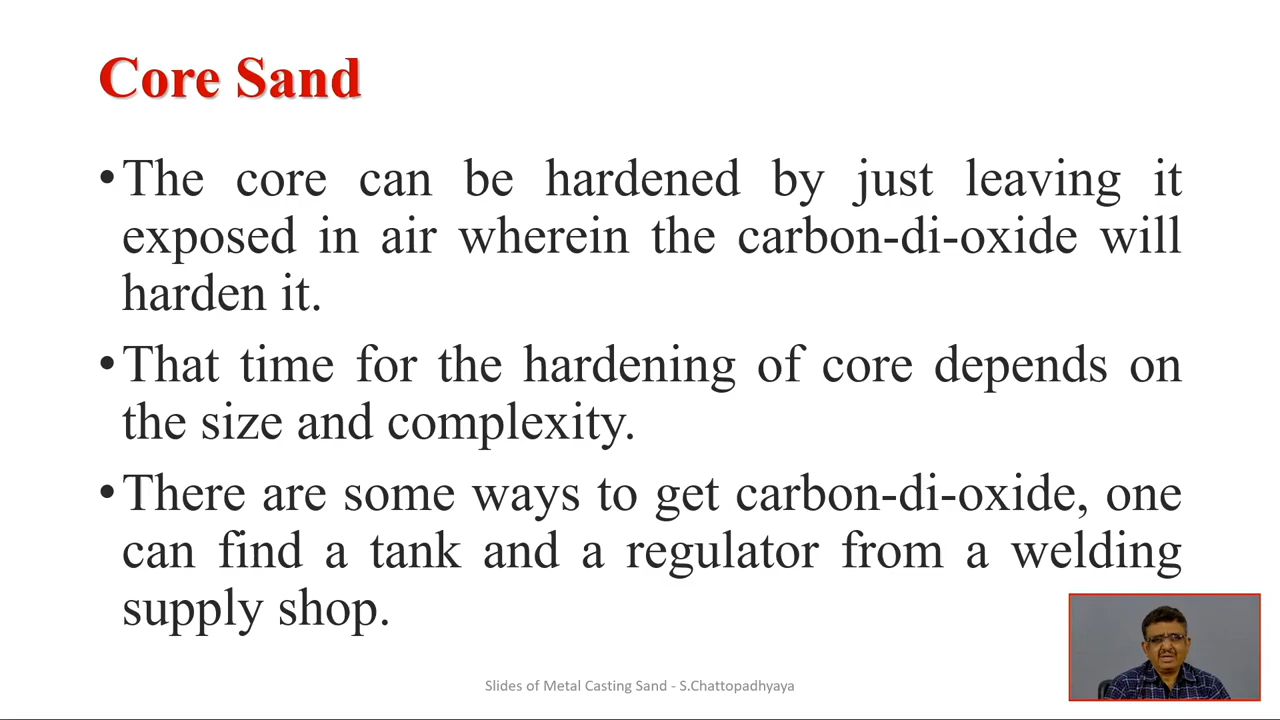 Core Sand
•The core can be hardened by just leaving it
exposed in air wherein the carbon-di-oxide will
harden it.
•That time for the hardening of core depends on
the size and complexity.
•There are some ways to get carbon-di-oxide, one
can find a tank and a regulator from a welding
supply shop.
Slides of Metal Casting Sand - S.Chattopadhyaya